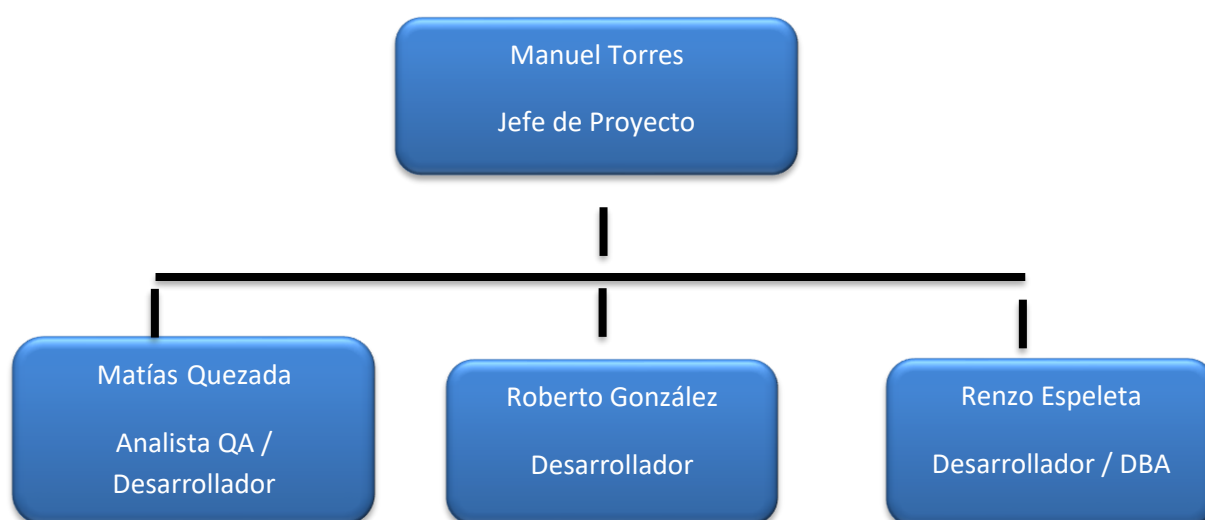 Manuel Torres
Jefe de Proyecto
Matías Quezada
Analista QA /
Desarrollador
Roberto González
Desarrollador
Renzo Espeleta
Desarrollador / DBA